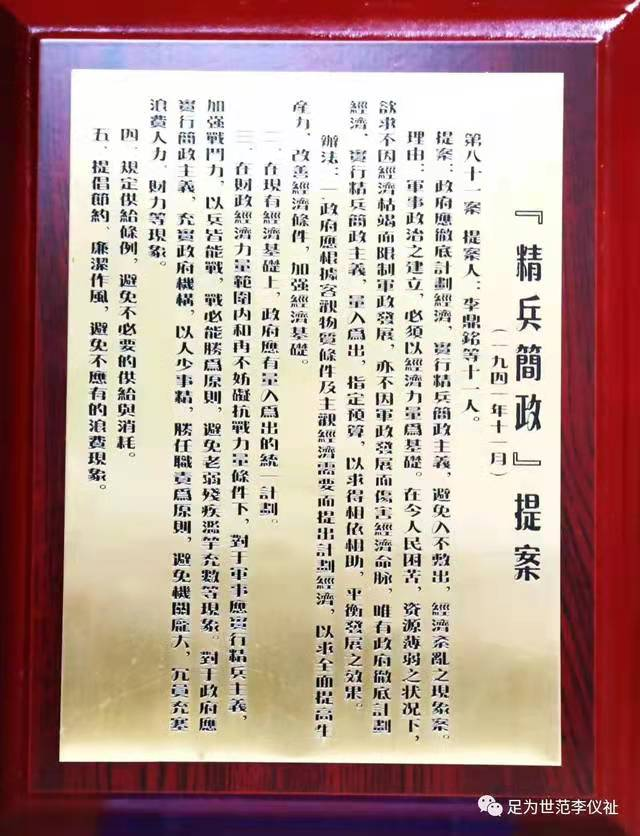 『精兵簡政』提案
（一九四一年十一月）
第八十一案　提案人：李鼎銘等十一人。
提案：政府應徹底計劃經濟，實行精兵簡政主義，避免入不敷出，經濟紊亂之現象案。
理由：軍事政治之建立，必須以經濟力量爲基礎。在今人民困苦，資源薄弱之狀况下，
欲求不因經濟枯竭而限制軍政發展，亦不因軍政發展而傷害經濟命脉，唯有政府徹底計劃
經濟，實行精兵簡政主義，量入爲出，指定預算，以求得相依相助，平衡發展之效果。
辦法：一、政府應根據客觀物質條件及主觀經濟需要而提出計劃經濟，以求全面提高生
産力，改善經濟條件，加强經濟基礎。
二、在現有經濟基礎上，政府應有量入爲出的統一計劃。
三、在財政經濟力量範圍内和再不妨礙抗戰力量條件下，對于軍事應實行精兵主義，
加强戰鬥力，以兵皆能戰，戰必能勝爲原則，避免老弱殘疾濫竽充數等現象。對于政府應
實行簡政主義，充實政府機構，以人少事精，勝任職責爲原則，避免機關龐大，冗員充塞
浪費人力、財力等現象。
四、規定供給條例，避免不必要的供給與消耗。
五、提倡節約、廉潔作風，避免不應有的浪費現象。
足为世范李仪祉